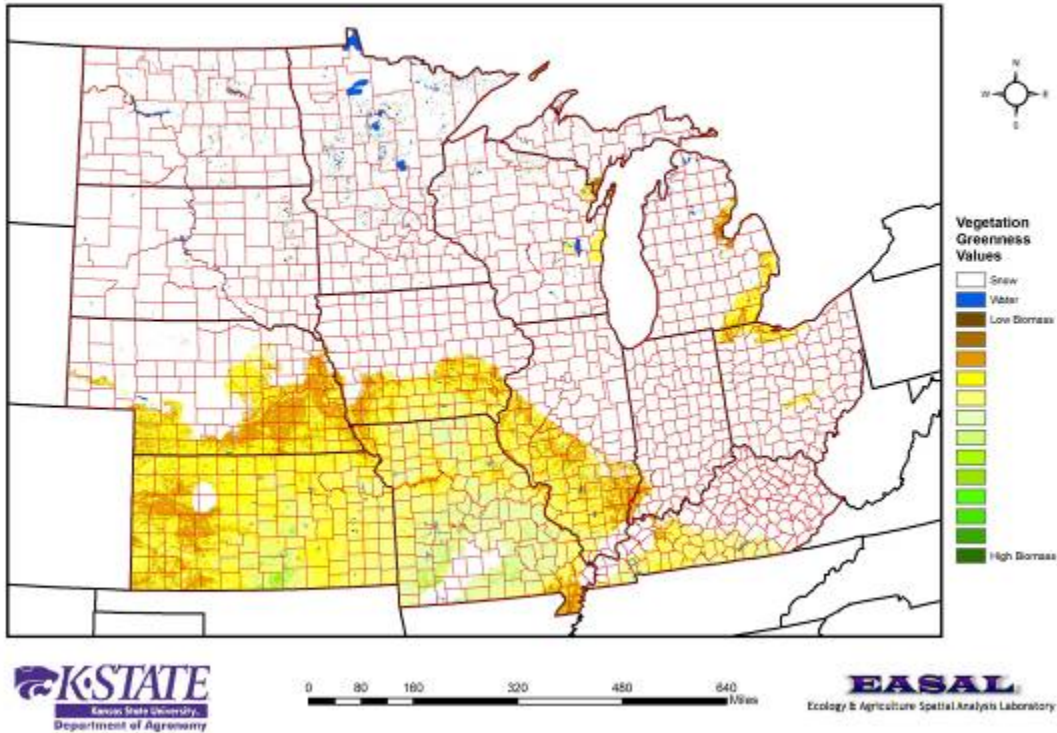 N
W E
S
Vegetation
Greenness
Values
Snow
Water
Low Biomass
High Biomass
K-STATE
Kansas State University
Department of Agronomy
0 80 160 320 480 640
Miles
EASAL
Ecology & Agriculture Spatial Analysis Laboratory